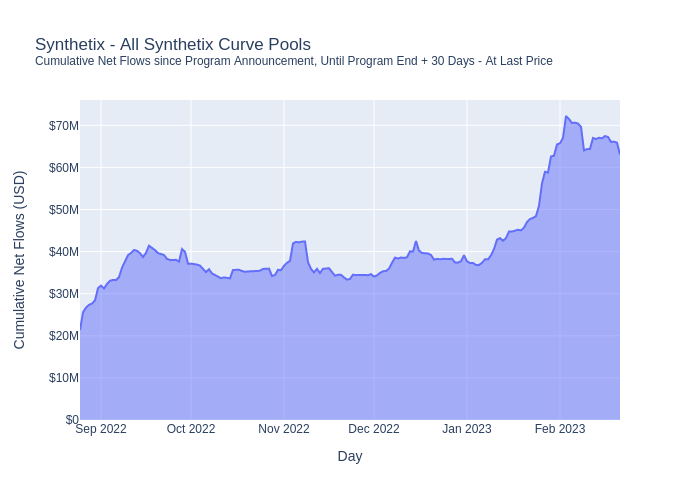 Synthetix - All Synthetix Curve Pools
Cumulative Net Flows since Program Announcement, Until Program End + 30 Days - At Last Price
$70M
$60M
$50M
$40M
$30M
$20M
$10M
$0
Cumulative Net Flows (USD)
Sep 2022
Oct 2022
Nov 2022
Dec 2022
Jan 2023
Feb 2023
Day